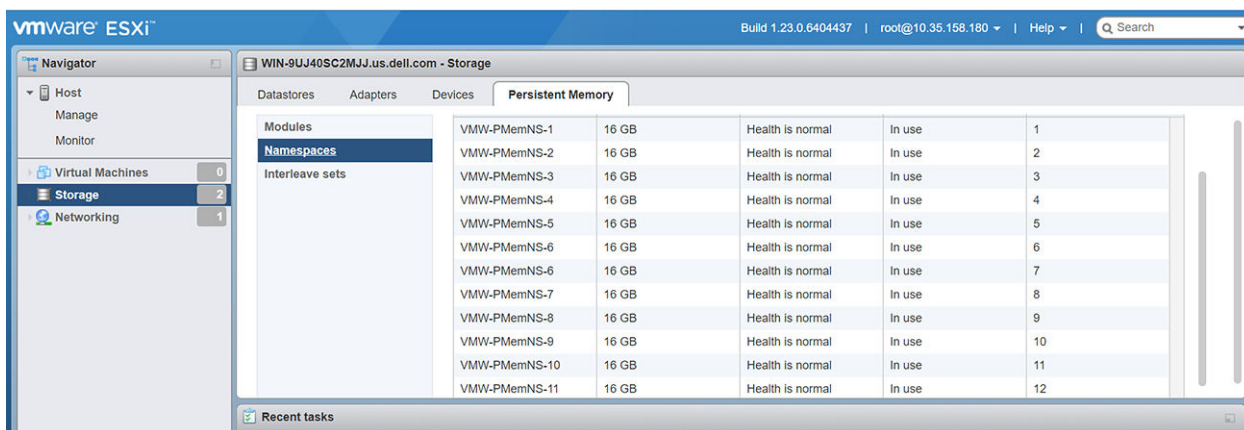 vmware ESXi™
Build 1.23.0.6404437 | root@10.35.158.180 | Help | Search
Navigator
Host
Manage
Monitor
Virtual Machines 0
Storage 2
Networking 1
WIN-9UJ40SC2MJJ.us.dell.com - Storage
Datastores Adapters Devices Persistent Memory
Modules
Namespaces
Interleave sets
VMW-PMemNS-1 16 GB Health is normal In use 1
VMW-PMemNS-2 16 GB Health is normal In use 2
VMW-PMemNS-3 16 GB Health is normal In use 3
VMW-PMemNS-4 16 GB Health is normal In use 4
VMW-PMemNS-5 16 GB Health is normal In use 5
VMW-PMemNS-6 16 GB Health is normal In use 6
VMW-PMemNS-6 16 GB Health is normal In use 7
VMW-PMemNS-7 16 GB Health is normal In use 8
VMW-PMemNS-8 16 GB Health is normal In use 9
VMW-PMemNS-9 16 GB Health is normal In use 10
VMW-PMemNS-10 16 GB Health is normal In use 11
VMW-PMemNS-11 16 GB Health is normal In use 12
Recent tasks